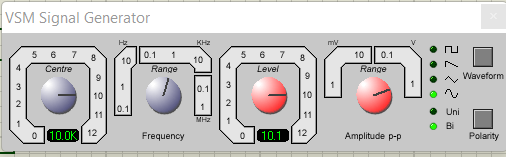 VSM Signal Generator
Hz KHz mV V
5 6 7 0.1 1 5 6 7 0.1
4 Centre 8 10 Range 10 4 Level 8 10 Range 1
3 9 3 9
2 10 1 0.1 2 10 1
1 11 0.1 1 1 11
0 12 MHz 0 12
10.0K 10.1
Frequency Amplitude p-p
Waveform
Uni
Bi
Polarity